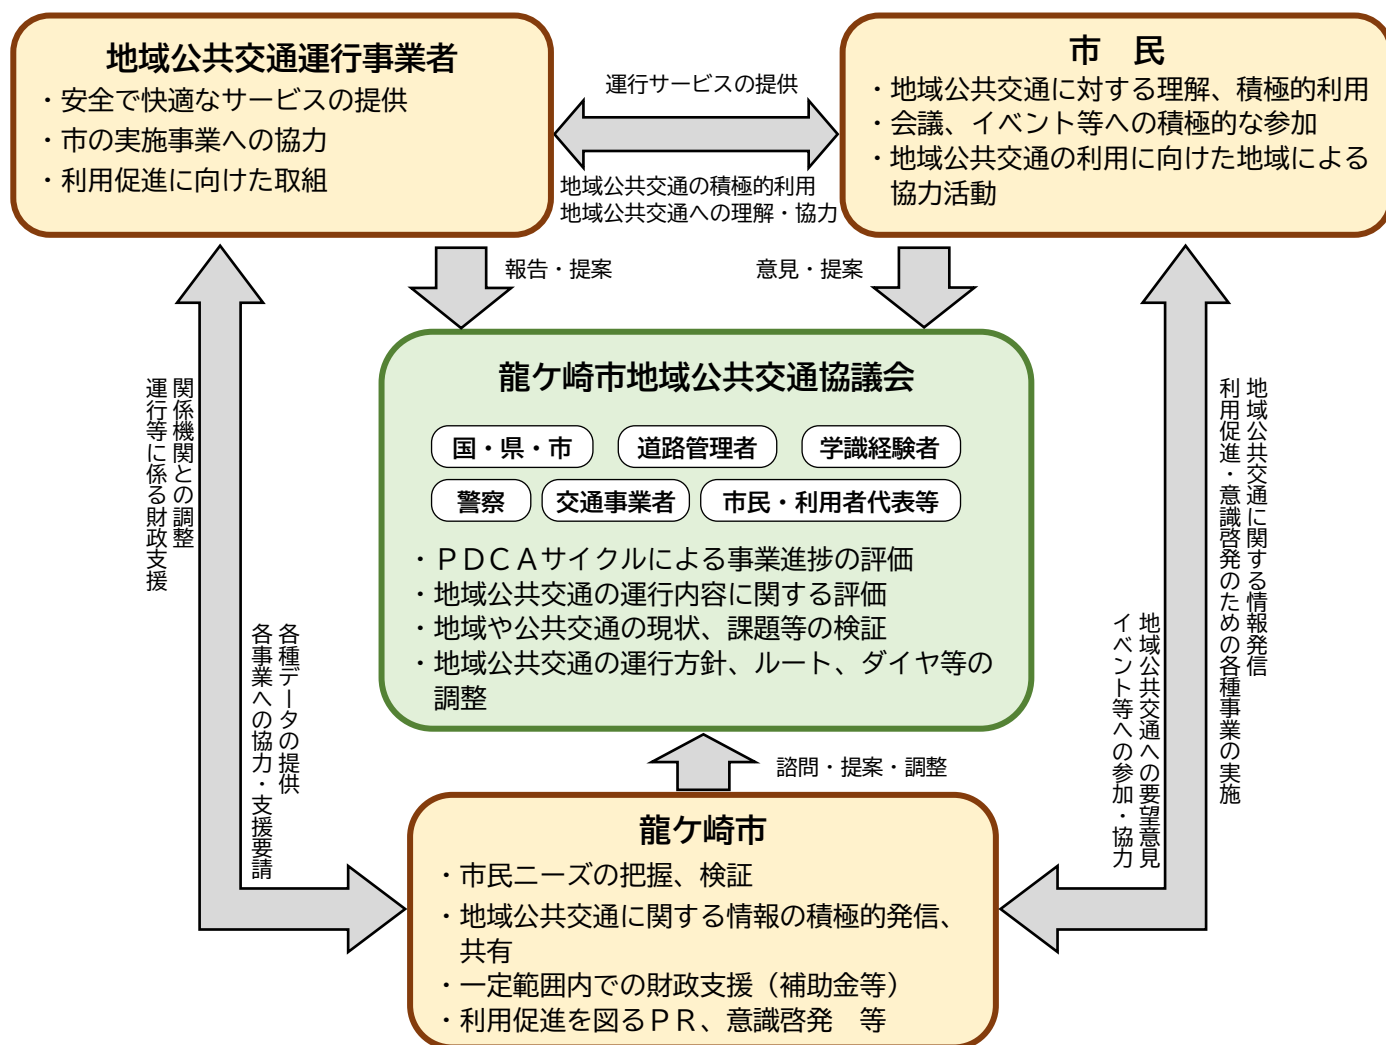 地域公共交通運行事業者
・安全で快適なサービスの提供
・市の実施事業への協力
・利用促進に向けた取組
運行サービスの提供
地域公共交通の積極的利用
地域公共交通への理解・協力
市　民
・地域公共交通に対する理解、積極的利用
・会議、イベント等への積極的な参加
・地域公共交通の利用に向けた地域による
協力活動
報告・提案
意見・提案
龍ケ崎市地域公共交通協議会
国・県・市
道路管理者
学識経験者
警察
交通事業者
市民・利用者代表等
・ＰＤＣＡサイクルによる事業進捗の評価
・地域公共交通の運行内容に関する評価
・地域や公共交通の現状、課題等の検証
・地域公共交通の運行方針、ルート、ダイヤ等の
調整
関係機関との調整
運行等に係る財政支援
各種データの提供
各事業への協力・支援要請
地域公共交通に関する情報発信
利用促進・意識啓発のための各種事業の実施
地域公共交通への要望意見
イベント等への参加・協力
諮問・提案・調整
龍ケ崎市
・市民ニーズの把握、検証
・地域公共交通に関する情報の積極的発信、
共有
・一定範囲内での財政支援（補助金等）
・利用促進を図るＰＲ、意識啓発　等